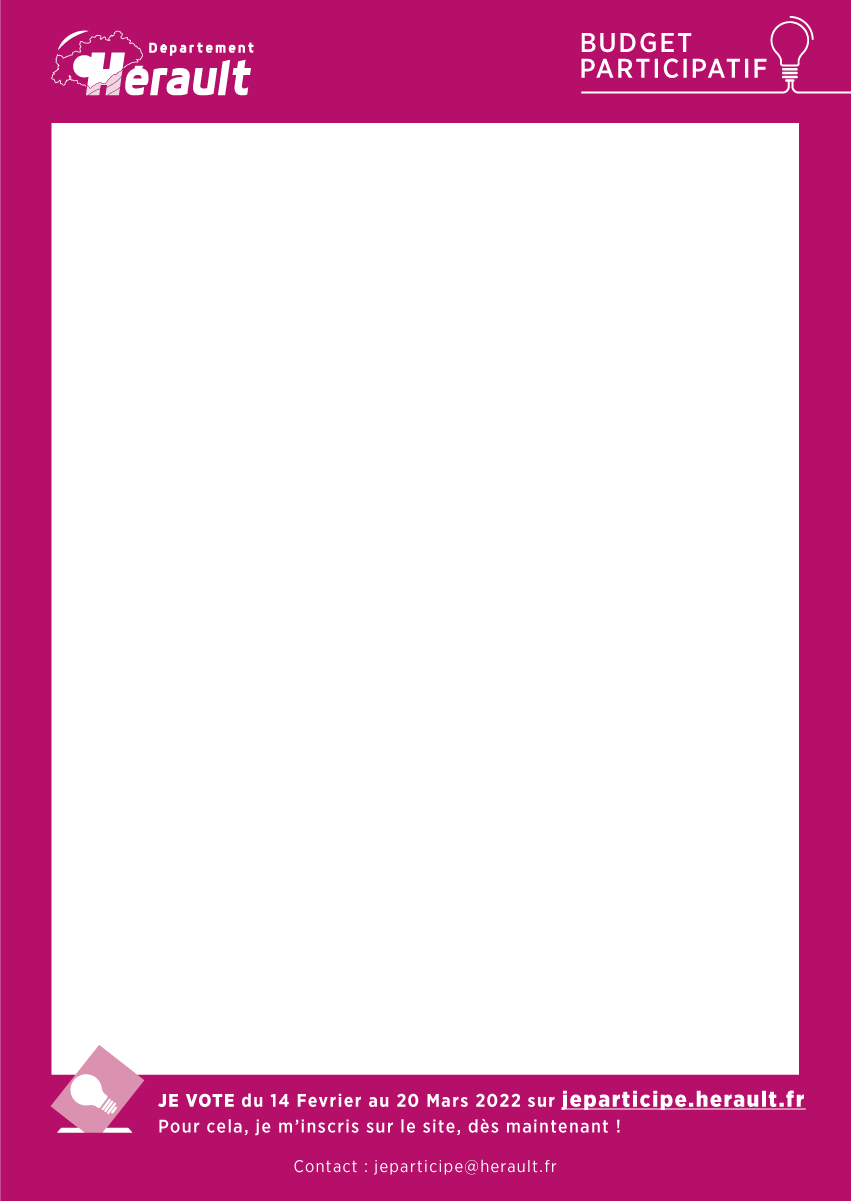 Departement
Hérault
BUDGET
PARTICIPATIF
JE VOTE du 14 Fevrier au 20 Mars 2022 sur jeparticipe.herault.fr
Pour cela, je m’inscris sur le site, dès maintenant !
Contact : jeparticipe@herault.fr